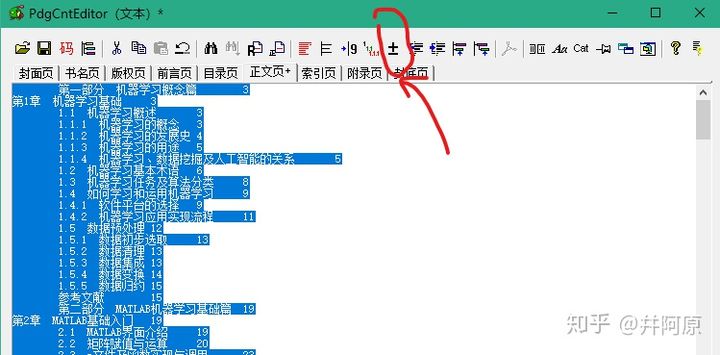 PdgCntEditor（文本）*
封面页 书名页 版权页 前言页 目录页 正文页+ 索引页 附录页 封底页
第一部分 机器学习概念篇 3
第1章 机器学习基础 3
1.1 机器学习概述 3
1.1.1 机器学习的概念 3
1.1.2 机器学习的发展史 4
1.1.3 机器学习的用途 5
1.1.4 机器学习、数据挖掘及人工智能的关系 5
1.2 机器学习基本术语 6
1.3 机器学习任务及算法分类 8
1.4 如何学习和运用机器学习 9
1.4.1 软件平台的选择 9
1.4.2 机器学习应用实现流程 11
1.5 数据预处理 12
1.5.1 数据初步选取 13
1.5.2 数据清理 13
1.5.3 数据集成 13
1.5.4 数据变换 14
1.5.5 数据归约 15
参考文献 15
第二部分 MATLAB机器学习基础篇 19
第2章 MATLAB基础入门 19
2.1 MATLAB界面介绍 19
2.2 矩阵赋值与运算 20
知乎 @井阿原